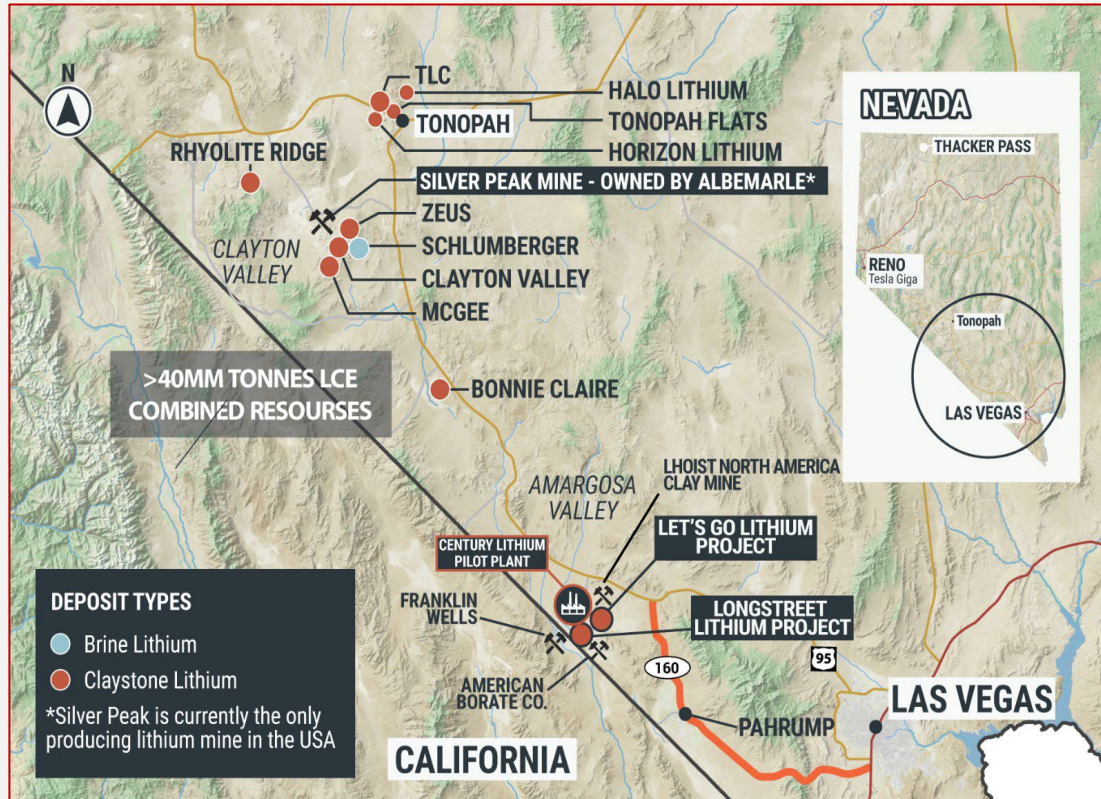 N
TLC
HALO LITHIUM
TONOPAH
TONOPAH FLATS
HORIZON LITHIUM
RHYOLITE RIDGE
SILVER PEAK MINE - OWNED BY ALBEMARLE*
ZEUS
CLAYTON
VALLEY
SCHLUMBERGER
CLAYTON VALLEY
MCGEE
>40MM TONNES LCE
COMBINED RESOURSES
BONNIE CLAIRE
NEVADA
THACKER PASS
RENO
Tesla Giga
Tonopah
LAS VEGAS
AMARGOSA
VALLEY
LHOIST NORTH AMERICA
CLAY MINE
LET'S GO LITHIUM
PROJECT
CENTURY LITHIUM
PILOT PLANT
FRANKLIN
WELLS
LONGSTREET
LITHIUM PROJECT
AMERICAN
BORATE CO.
160
95
PAHRUMP
LAS VEGAS
CALIFORNIA
DEPOSIT TYPES
Brine Lithium
Claystone Lithium
*Silver Peak is currently the only
producing lithium mine in the USA